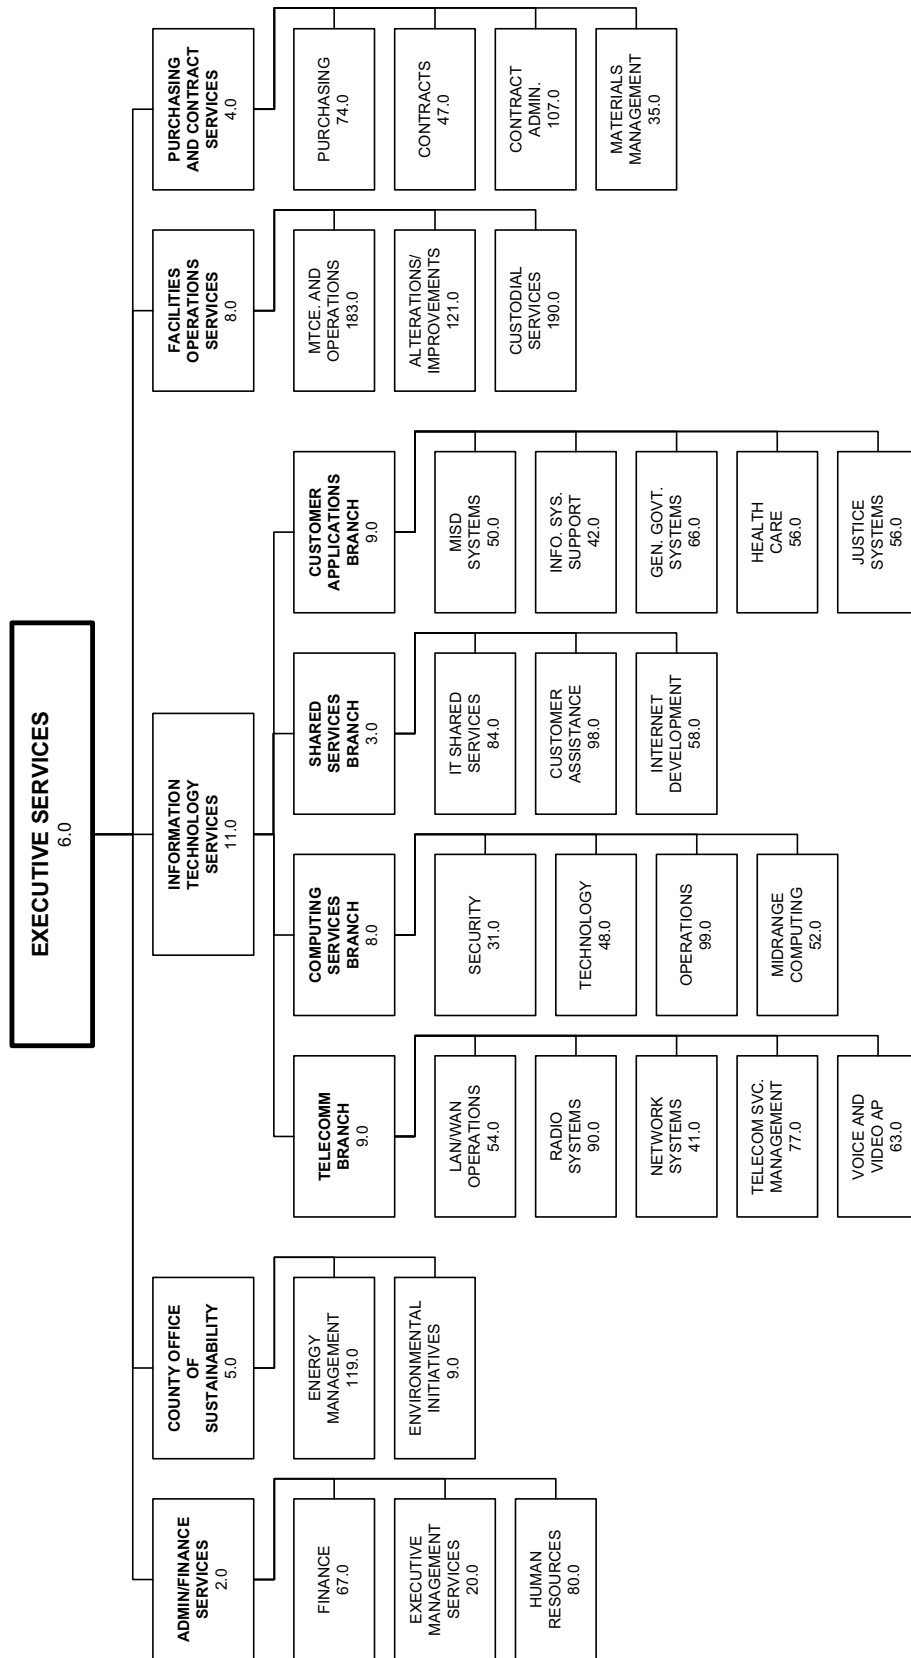 EXECUTIVE SERVICES
6.0
ADMIN/FINANCE
SERVICES
2.0
FINANCE
67.0
EXECUTIVE
MANAGEMENT
SERVICES
20.0
HUMAN
RESOURCES
80.0
COUNTY OFFICE
OF
SUSTAINABILITY
5.0
ENERGY
MANAGEMENT
119.0
ENVIRONMENTAL
INITIATIVES
9.0
INFORMATION
TECHNOLOGY
SERVICES
11.0
TELECOMM
BRANCH
9.0
LAN/WAN
OPERATIONS
54.0
RADIO
SYSTEMS
90.0
NETWORK
SYSTEMS
41.0
TELECOM SVC.
MANAGEMENT
77.0
VOICE AND
VIDEO AP
63.0
COMPUTING
SERVICES
BRANCH
8.0
SECURITY
31.0
TECHNOLOGY
48.0
OPERATIONS
99.0
MIDRANGE
COMPUTING
52.0
SHARED
SERVICES
BRANCH
3.0
IT SHARED
SERVICES
84.0
CUSTOMER
ASSISTANCE
98.0
INTERNET
DEVELOPMENT
58.0
CUSTOMER
APPLICATIONS
BRANCH
9.0
MISD
SYSTEMS
50.0
INFO. SYS.
SUPPORT
42.0
GEN. GOVT.
SYSTEMS
66.0
HEALTH
CARE
56.0
JUSTICE
SYSTEMS
56.0
FACILITIES
OPERATIONS
SERVICES
8.0
MTCE. AND
OPERATIONS
183.0
ALTERATIONS/
IMPROVEMENTS
121.0
CUSTODIAL
SERVICES
190.0
PURCHASING
AND CONTRACT
SERVICES
4.0
PURCHASING
74.0
CONTRACTS
47.0
CONTRACT
ADMIN.
107.0
MATERIALS
MANAGEMENT
35.0